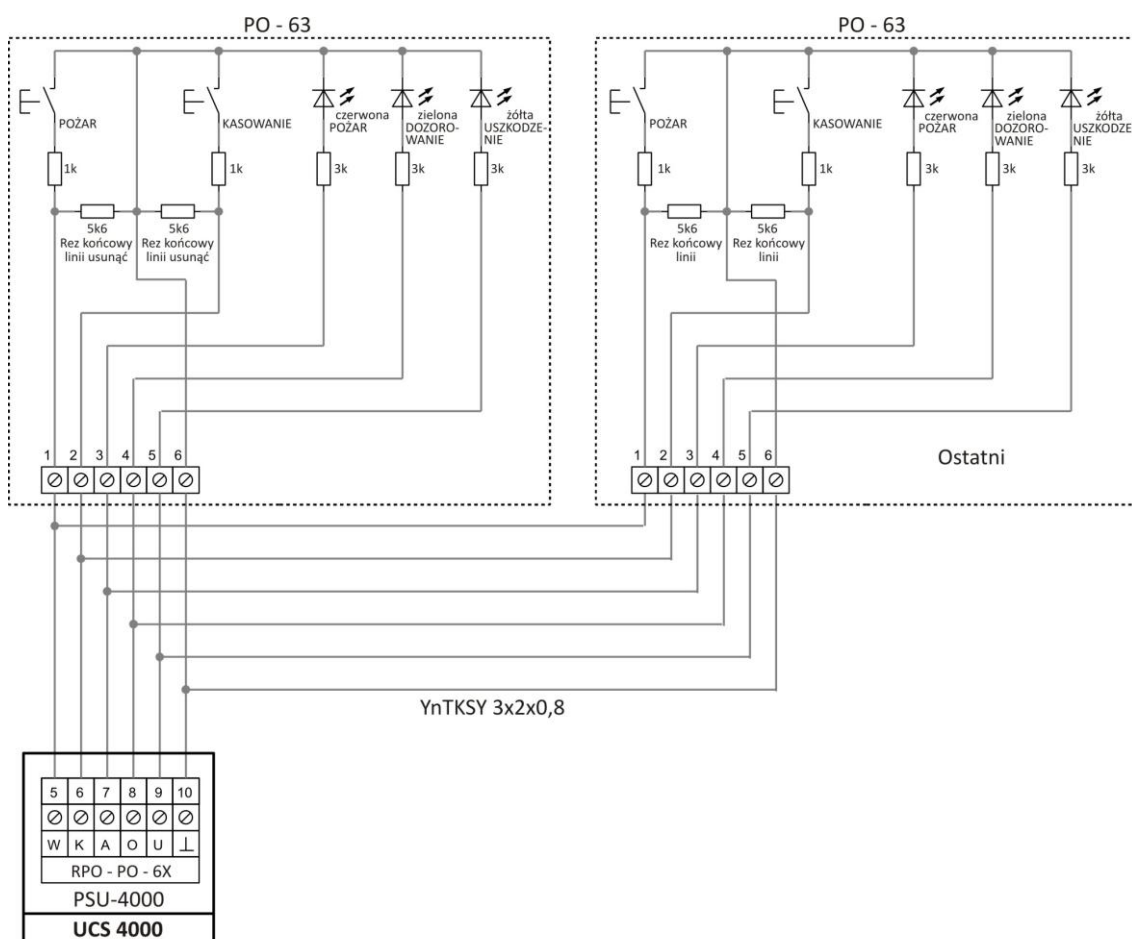 PO - 63
PO - 63
POŻAR
KASOWANIE
czerwona
POŻAR
zielona
DOZORO-
WANIE
żółta
USZKODZE-
NIE
1k
1k
3k
3k
3k
5k6
Rez końcowy
linii usunąć
5k6
Rez końcowy
linii usunąć
1 2 3 4 5 6
POŻAR
KASOWANIE
czerwona
POŻAR
zielona
DOZORO-
WANIE
żółta
USZKODZE-
NIE
1k
1k
3k
3k
3k
5k6
Rez końcowy
linii
5k6
Rez końcowy
linii
Ostatni
1 2 3 4 5 6
YnTKSY 3x2x0,8
5 6 7 8 9 10
W K A O U ⊥
RPO - PO - 6X
PSU-4000
UCS 4000